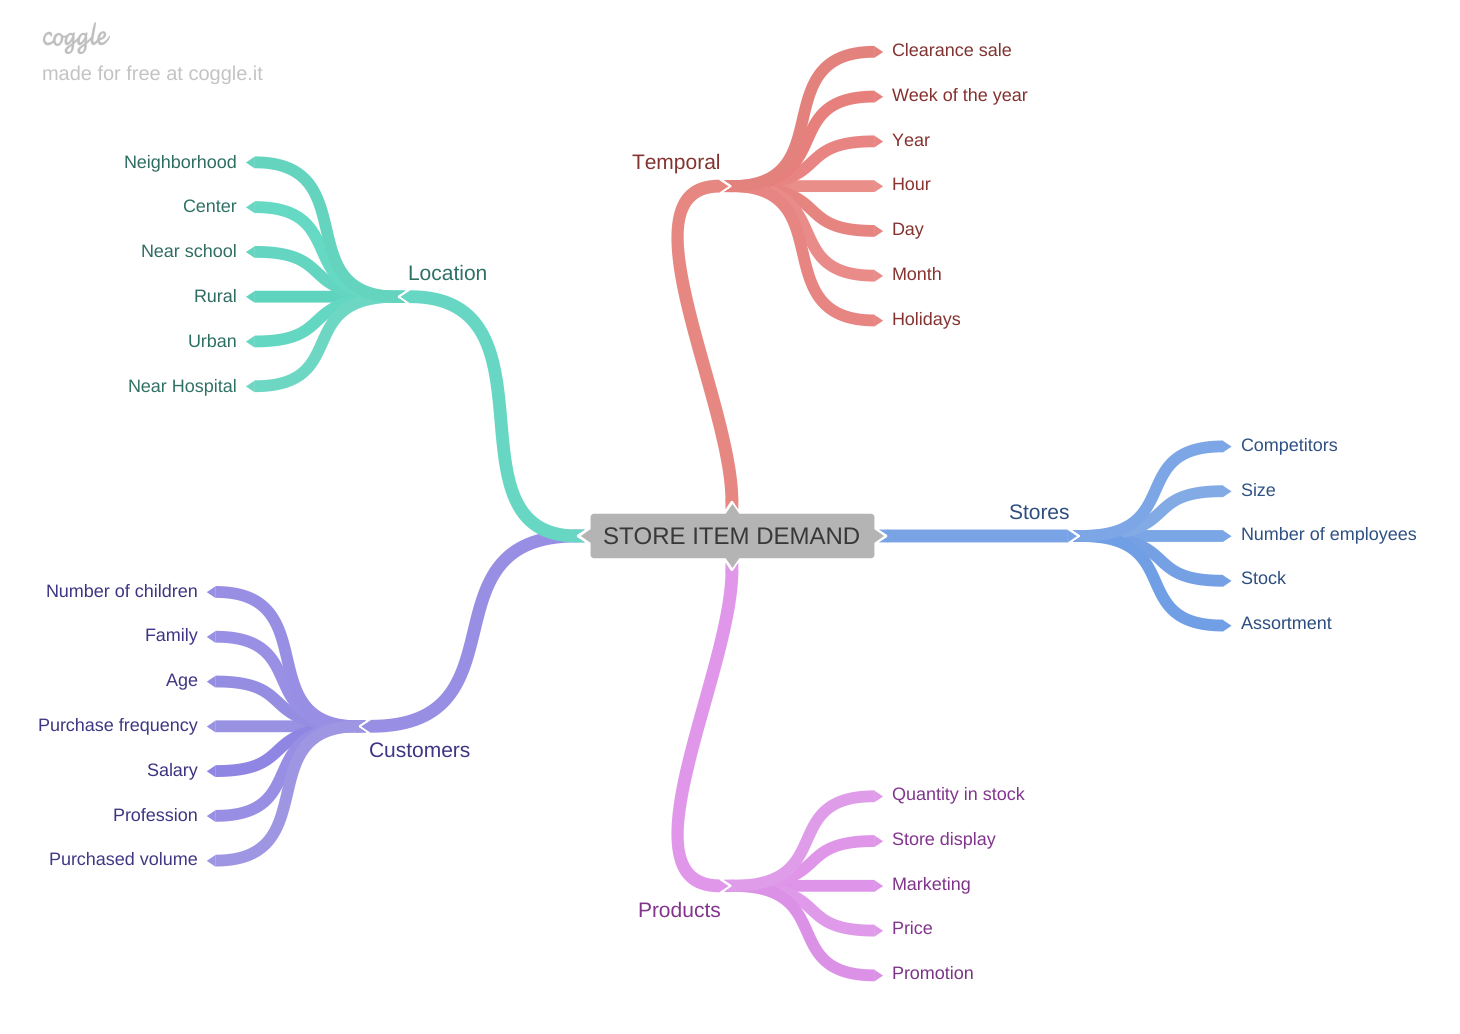 coggle
made for free at coggle.it
Temporal
Clearance sale
Week of the year
Year
Hour
Day
Month
Holidays
Location
Neighborhood
Center
Near school
Rural
Urban
Near Hospital
STORE ITEM DEMAND
Stores
Competitors
Size
Number of employees
Stock
Assortment
Customers
Number of children
Family
Age
Purchase frequency
Salary
Profession
Purchased volume
Products
Quantity in stock
Store display
Marketing
Price
Promotion